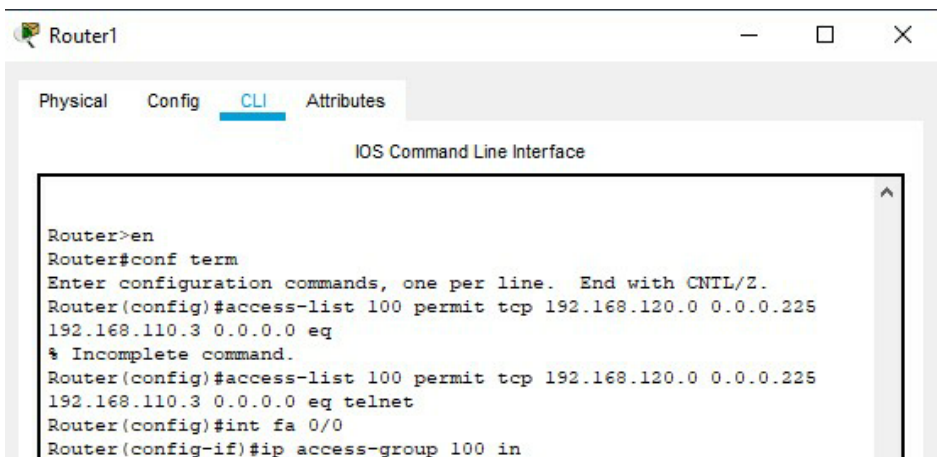 Router1
Physical Config CLI Attributes
IOS Command Line Interface
Router>en
Router#conf term
Enter configuration commands, one per line.  End with CNTL/Z.
Router(config)#access-list 100 permit tcp 192.168.120.0 0.0.0.225
192.168.110.3 0.0.0.0 eq
% Incomplete command.
Router(config)#access-list 100 permit tcp 192.168.120.0 0.0.0.225
192.168.110.3 0.0.0.0 eq telnet
Router(config)#int fa 0/0
Router(config-if)#ip access-group 100 in